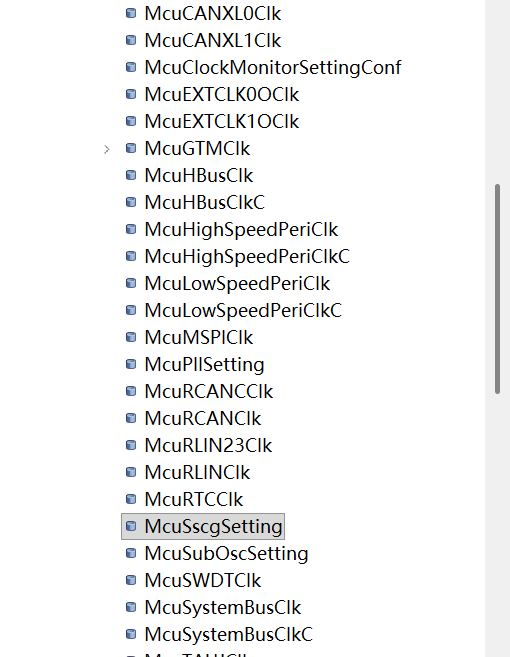 McuCANXL0Clk
McuCANXL1Clk
McuClockMonitorSettingConf
McuEXTCLK0OClk
McuEXTCLK1OClk
McuGTMClk
McuHBusClk
McuHBusClkC
McuHighSpeedPeriClk
McuHighSpeedPeriClkC
McuLowSpeedPeriClk
McuLowSpeedPeriClkC
McuMSPIClk
McuPllSetting
McuRCANCClk
McuRCANClk
McuRLIN23Clk
McuRLINClk
McuRTCClk
McuSscgSetting
McuSubOscSetting
McuSWDTClk
McuSystemBusClk
McuSystemBusClkC